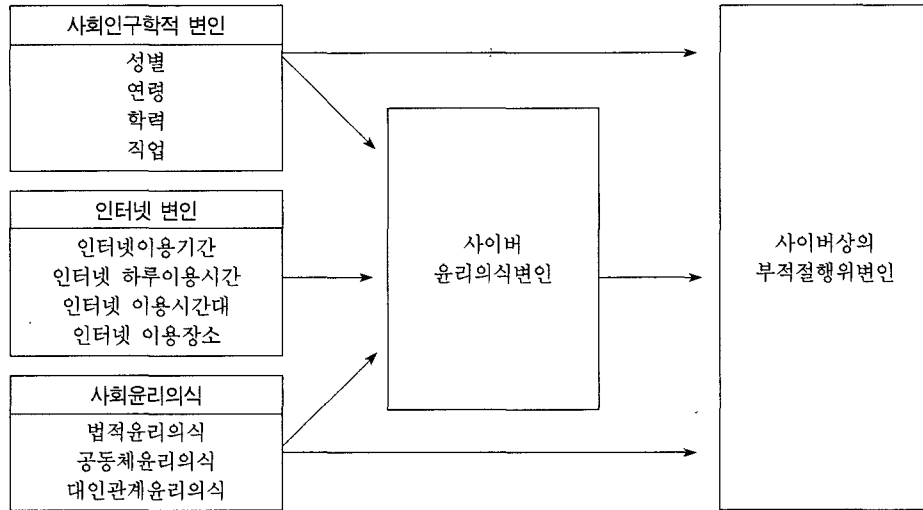 사회인구학적 변인
성별
연령
학력
직업
인터넷 변인
인터넷이용기간
인터넷 하루이용시간
인터넷 이용시간대
인터넷 이용장소
사회윤리의식
법적윤리의식
공동체윤리의식
대인관계윤리의식
사이버
윤리의식변인
사이버상의
부적절행위변인